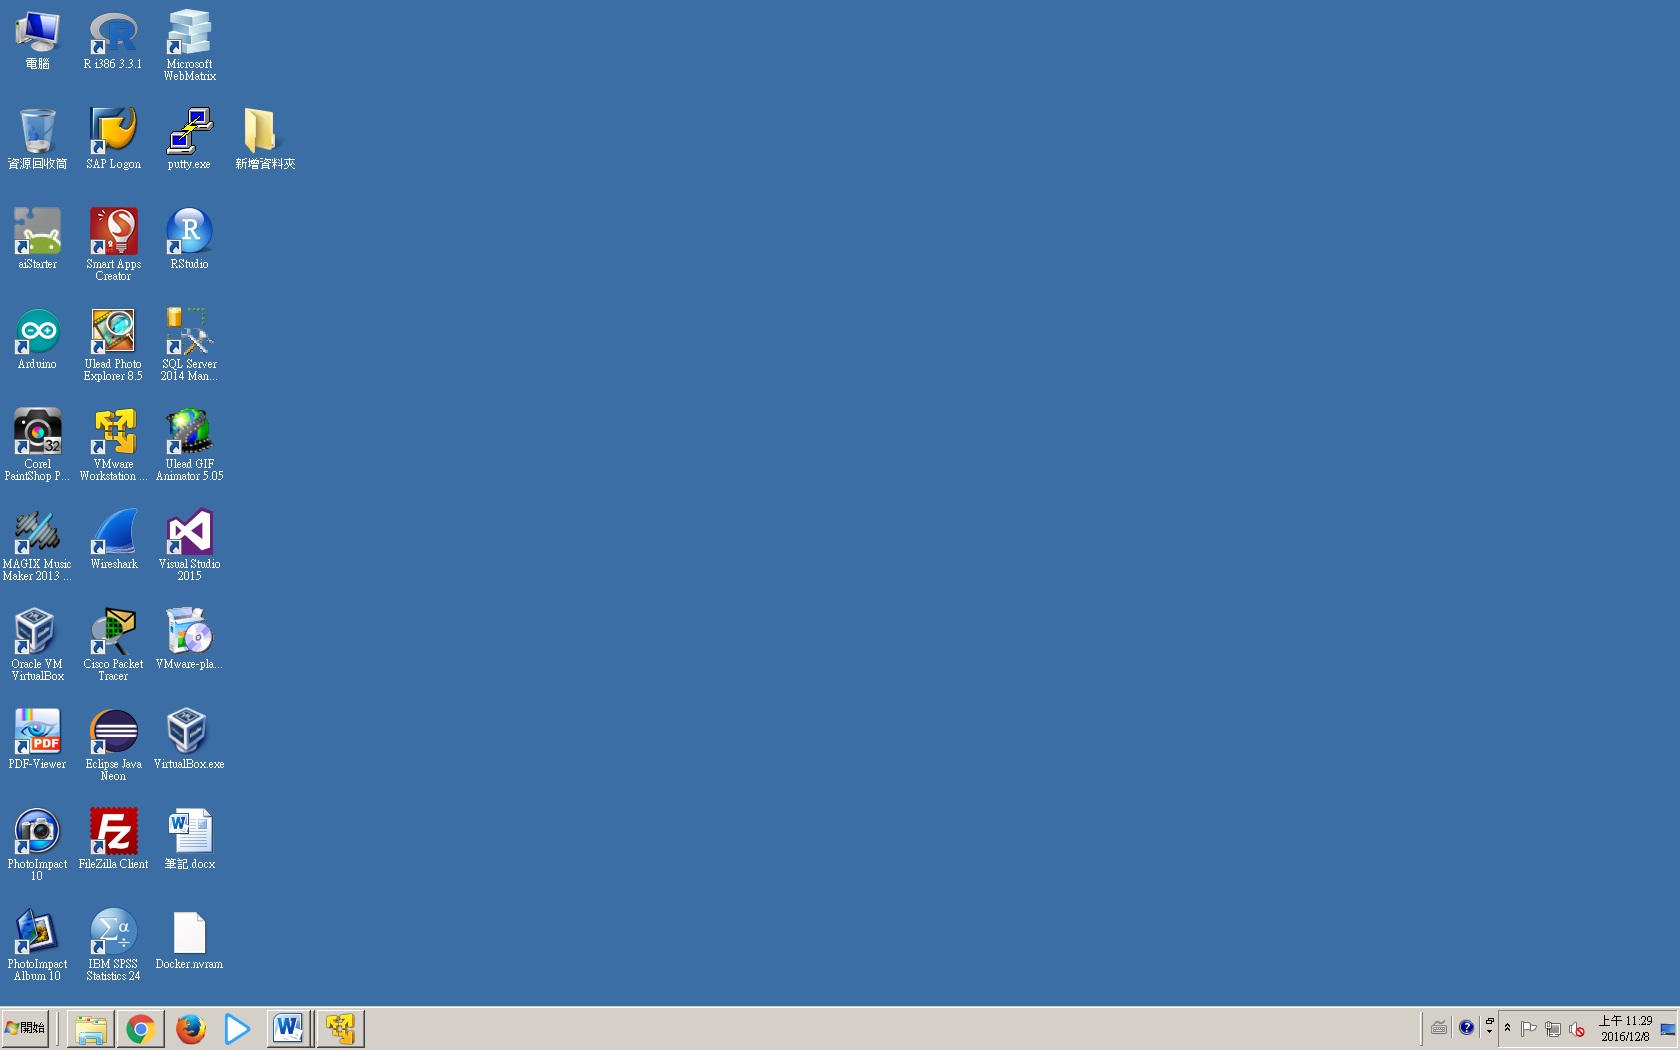 電腦
R i386 3.3.1
Microsoft
WebMatrix
資源回收筒
SAP Logon
putty.exe
新增資料夾
aiStarter
Smart Apps
Creator
RStudio
Arduino
Ulead Photo
Explorer 8.5
SQL Server
2014 Man...
Corel
PaintShop P...
32
VMware
Workstation ...
Ulead GIF
Animator 5.05
MAGIX Music
Maker 2013 ...
Wireshark
Visual Studio
2015
Oracle VM
VirtualBox
Cisco Packet
Tracer
VMware-pla...
PDF
PDF-Viewer
Eclipse Java
Neon
VirtualBox.exe
PhotoImpact
10
FileZilla Client
筆記.docx
PhotoImpact
Album 10
IBM SPSS
Statistics 24
Docker.nvram
開始
上午 11:29
2016/12/8